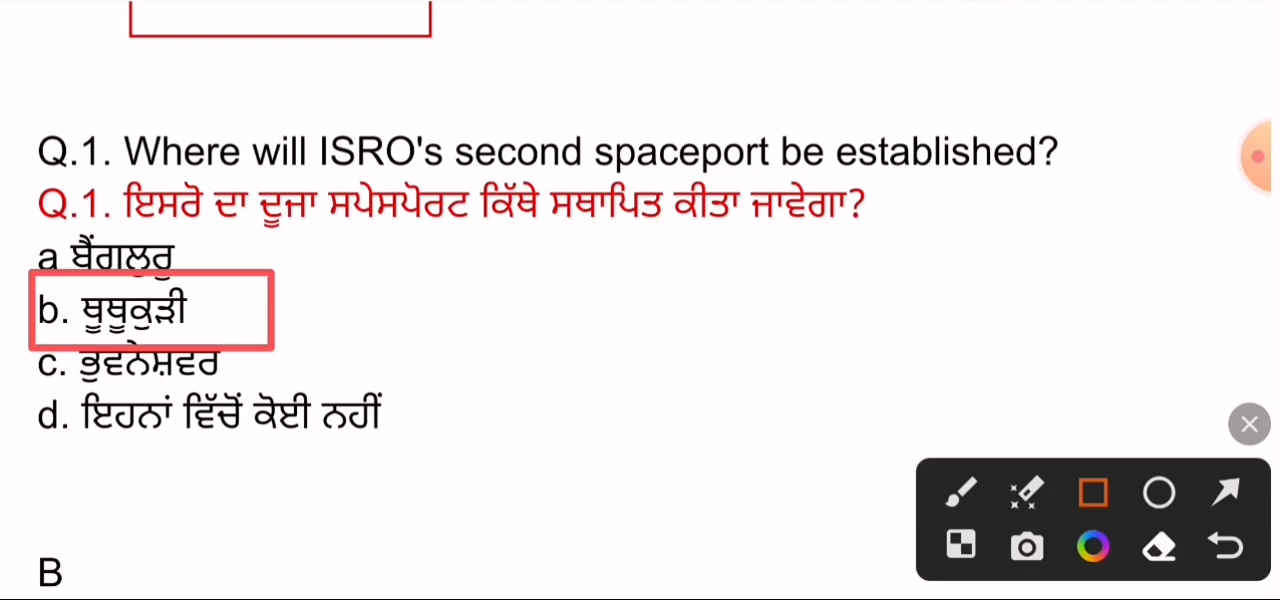 Q.1. Where will ISRO's second spaceport be established?
Q.1. ਇਸਰੋ ਦਾ ਦੂਜਾ ਸਪੇਸਪੋਰਟ ਕਿੱਥੇ ਸਥਾਪਿਤ ਕੀਤਾ ਜਾਵੇਗਾ?
a ਬੈਂਗਲੁਰੁ
b. ਥੂਥੂਕੁੜੀ
c. ਭੁਵਨੇਸ਼ਵਰ
d. ਇਹਨਾਂ ਵਿੱਚੋਂ ਕੋਈ ਨਹੀਂ
B